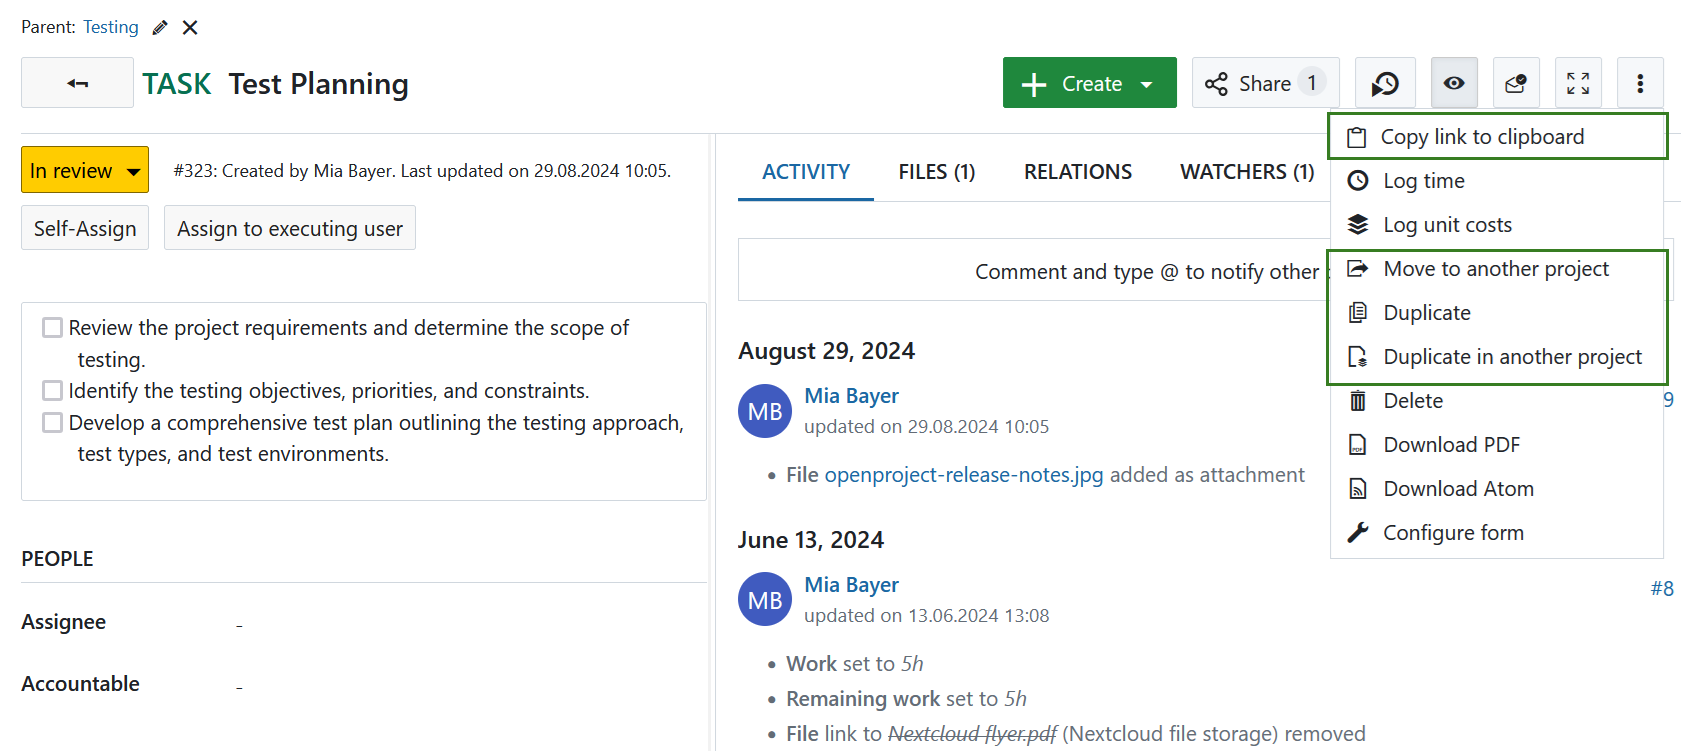 Parent: Testing
TASK Test Planning
Create
Share 1
In review
#323: Created by Mia Bayer. Last updated on 29.08.2024 10:05.
Self-Assign
Assign to executing user
Review the project requirements and determine the scope of
testing.
Identify the testing objectives, priorities, and constraints.
Develop a comprehensive test plan outlining the testing approach,
test types, and test environments.
PEOPLE
Assignee -
Accountable -
ACTIVITY FILES (1) RELATIONS WATCHERS (1)
Comment and type @ to notify other
August 29, 2024
MB
Mia Bayer
9
updated on 29.08.2024 10:05
• File openproject-release-notes.jpg added as attachment
June 13, 2024
MB
Mia Bayer
#8
updated on 13.06.2024 13:08
• Work set to 5h
• Remaining work set to 5h
• File link to Nextcloud flyer.pdf (Nextcloud file storage) removed
Copy link to clipboard
Log time
Log unit costs
Move to another project
Duplicate
Duplicate in another project
Delete
Download PDF
Download Atom
Configure form